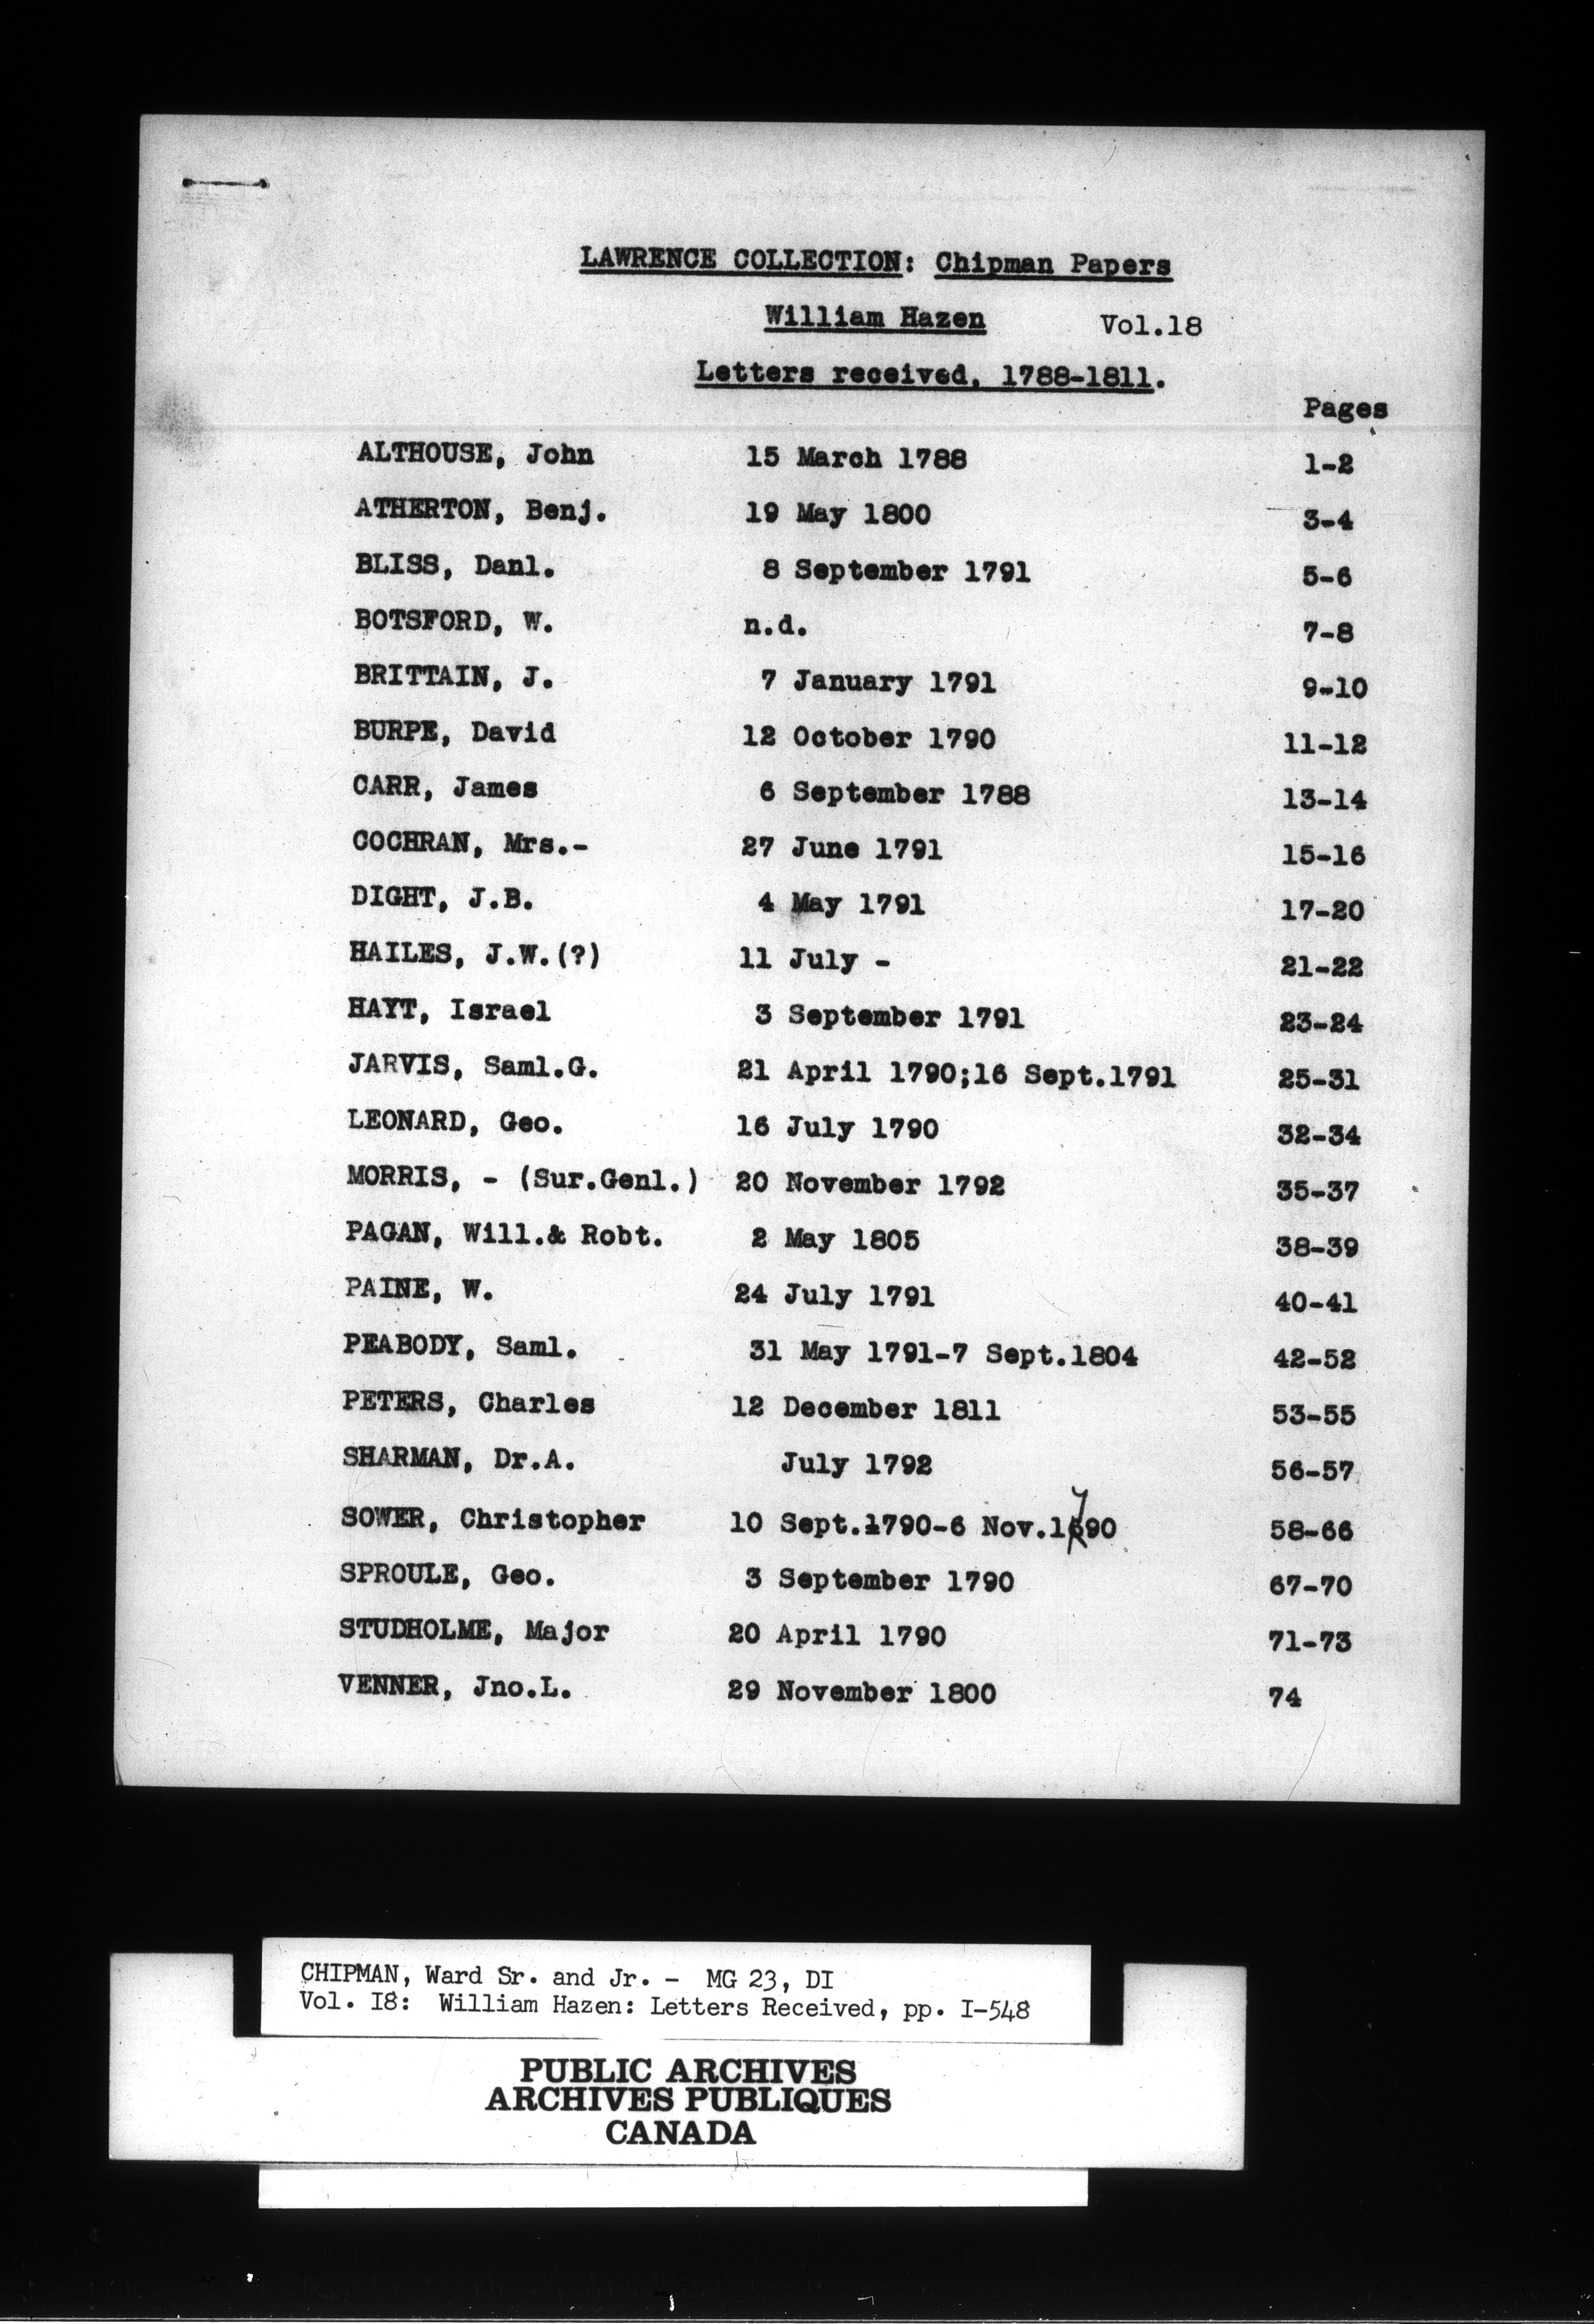 LAWRENCE COLLECTION: Chipman Papers
William Hazen Vol.18
Letters received, 1788-1811.
Pages
ALTHOUSE, John 15 March 1788 1-2
ATHERTON, Benj. 19 May 1800 3-4
BLISS, Danl. 8 September 1791 5-6
BOTSFORD, W. n.d. 7-8
BRITTAIN, J. 7 January 1791 9-10
BURPE, David 12 October 1790 11-12
CARR, James 6 September 1788 13-14
COCHRAN, Mrs.- 27 June 1791 15-16
DIGHT, J.B. 4 May 1791 17-20
HAILES, J.W.(?) 11 July - 21-22
HAYT, Israel 3 September 1791 23-24
JARVIS, Saml.G. 21 April 1790;16 Sept.1791 25-31
LEONARD, Geo. 16 July 1790 32-34
MORRIS, - (Sur.Genl.) 20 November 1792 35-37
PAGAN, Will.& Robt. 2 May 1805 38-39
PAINE, W. 24 July 1791 40-41
PEABODY, Saml. 31 May 1791-7 Sept.1804 42-52
PETERS, Charles 12 December 1811 53-55
SHARMAN, Dr.A. July 1792 56-57
SOWER, Christopher 10 Sept.1790-6 Nov.1790 58-66
SPROULE, Geo. 3 September 1790 67-70
STUDHOLME, Major 20 April 1790 71-73
VENNER, Jno.L. 29 November 1800 74
CHIPMAN, Ward Sr. and Jr. - MG 23, DI
Vol. I8: William Hazen: Letters Received, pp. I-548
PUBLIC ARCHIVES
ARCHIVES PUBLIQUES
CANADA